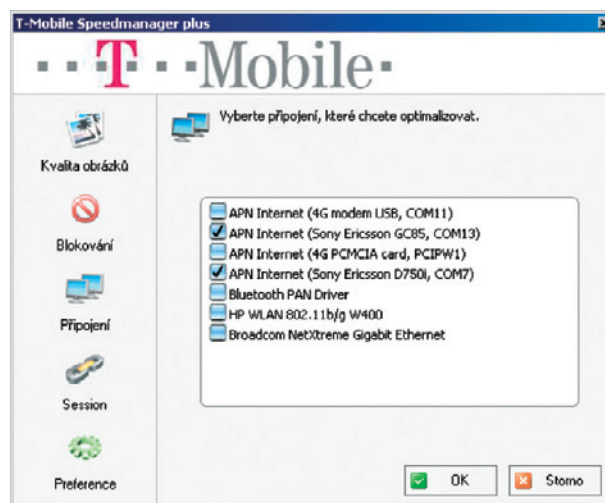 T-Mobile Speedmanager plus
T Mobile
Kvalita obrázků
Blokování
Připojení
Session
Preference
Vyberte připojení, které chcete optimalizovat.
APN Internet (4G modem USB, COM11)
APN Internet (Sony Ericsson GC85, COM13)
APN Internet (4G PCMCIA card, PCIPW1)
APN Internet (Sony Ericsson D750i, COM7)
Bluetooth PAN Driver
HP WLAN 802.11b/g W400
Broadcom NetXtreme Gigabit Ethernet
OK
Storno